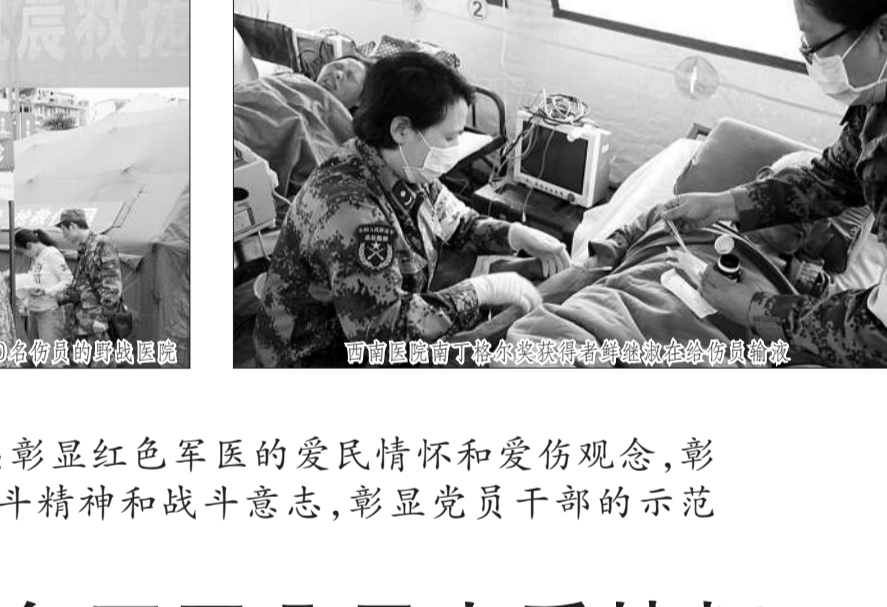 ②
0名伤员的野战医院
西南医院南丁格尔奖获得者鲜继淑在给伤员输液
彰显红色军医的爱民情怀和爱伤观念,彰
斗精神和战斗意志,彰显党员干部的示范